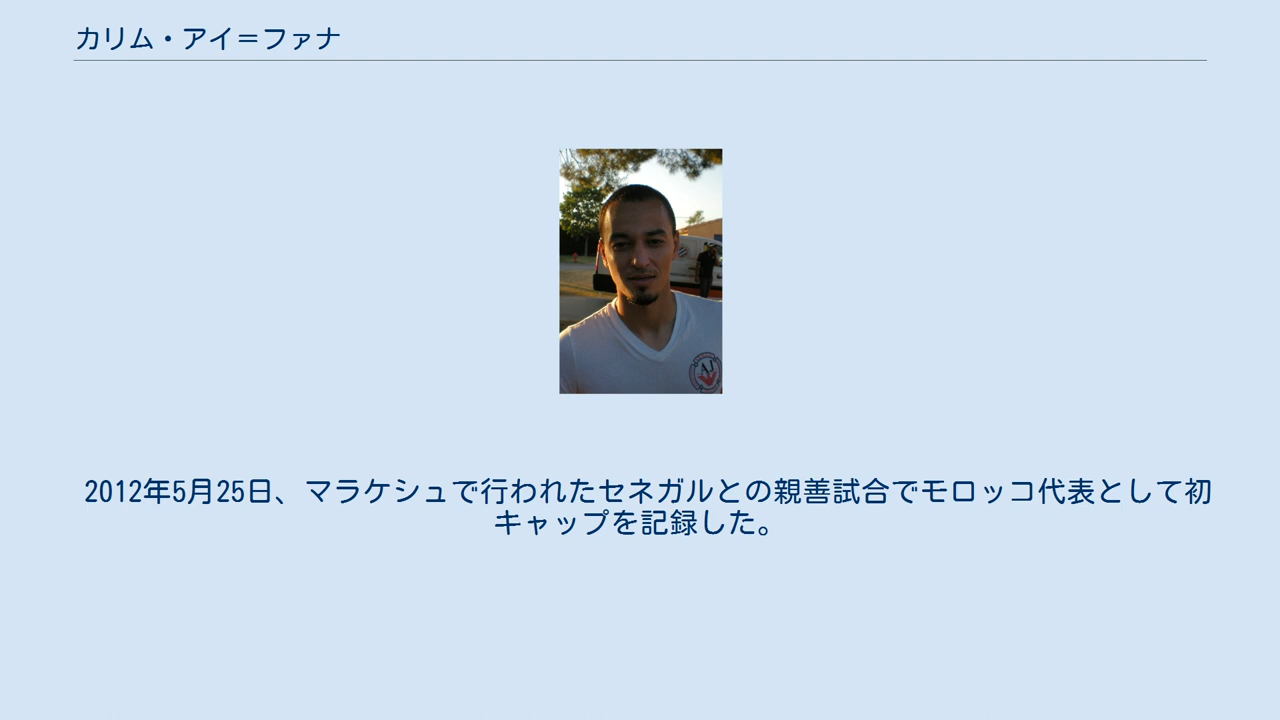 カリム・アイ＝ファナ
AJ
2012年5月25日、マラケシュで行われたセネガルとの親善試合でモロッコ代表として初
キャップを記録した。